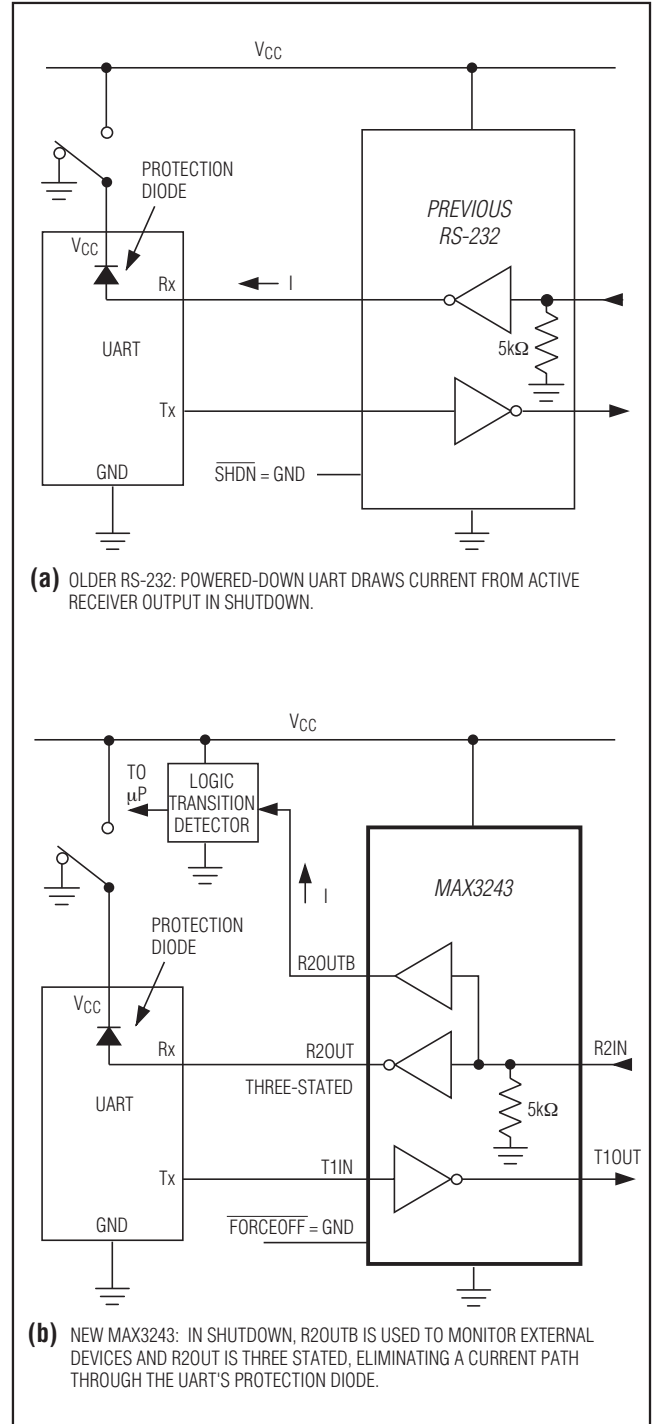 VCC
PROTECTION
DIODE
PREVIOUS
RS-232
VCC
Rx
I
UART
5kΩ
Tx
GND
SHDN = GND
(a) OLDER RS-232: POWERED-DOWN UART DRAWS CURRENT FROM ACTIVE
RECEIVER OUTPUT IN SHUTDOWN.
VCC
TO
μP
LOGIC
TRANSITION
DETECTOR
MAX3243
I
PROTECTION
DIODE
R2OUTB
VCC
Rx
R2OUT
R2IN
THREE-STATED
UART
5kΩ
Tx
T1IN
T1OUT
GND
FORCEOFF = GND
(b) NEW MAX3243: IN SHUTDOWN, R2OUTB IS USED TO MONITOR EXTERNAL
DEVICES AND R2OUT IS THREE STATED, ELIMINATING A CURRENT PATH
THROUGH THE UART'S PROTECTION DIODE.